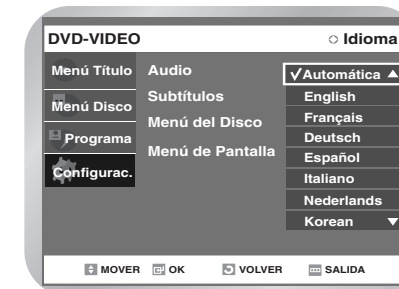 DVD-VIDEO
Idioma
Menú Título
Menú Disco
Programa
Configurac.
Audio
Subtítulos
Menú del Disco
Menú de Pantalla
Automática
English
Français
Deutsch
Español
Italiano
Nederlands
Korean
MOVER OK VOLVER SALIDA